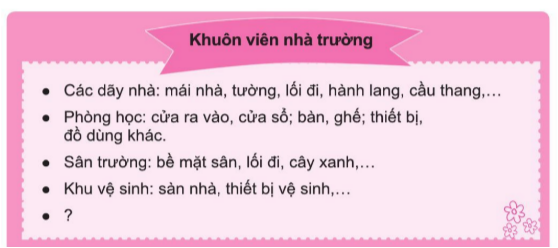 Khuôn viên nhà trường
• Các dãy nhà: mái nhà, tường, lối đi, hành lang, cầu thang,...
• Phòng học: cửa ra vào, cửa sổ; bàn, ghế; thiết bị,
đồ dùng khác.
• Sân trường: bề mặt sân, lối đi, cây xanh,...
• Khu vệ sinh: sàn nhà, thiết bị vệ sinh,...
• ?